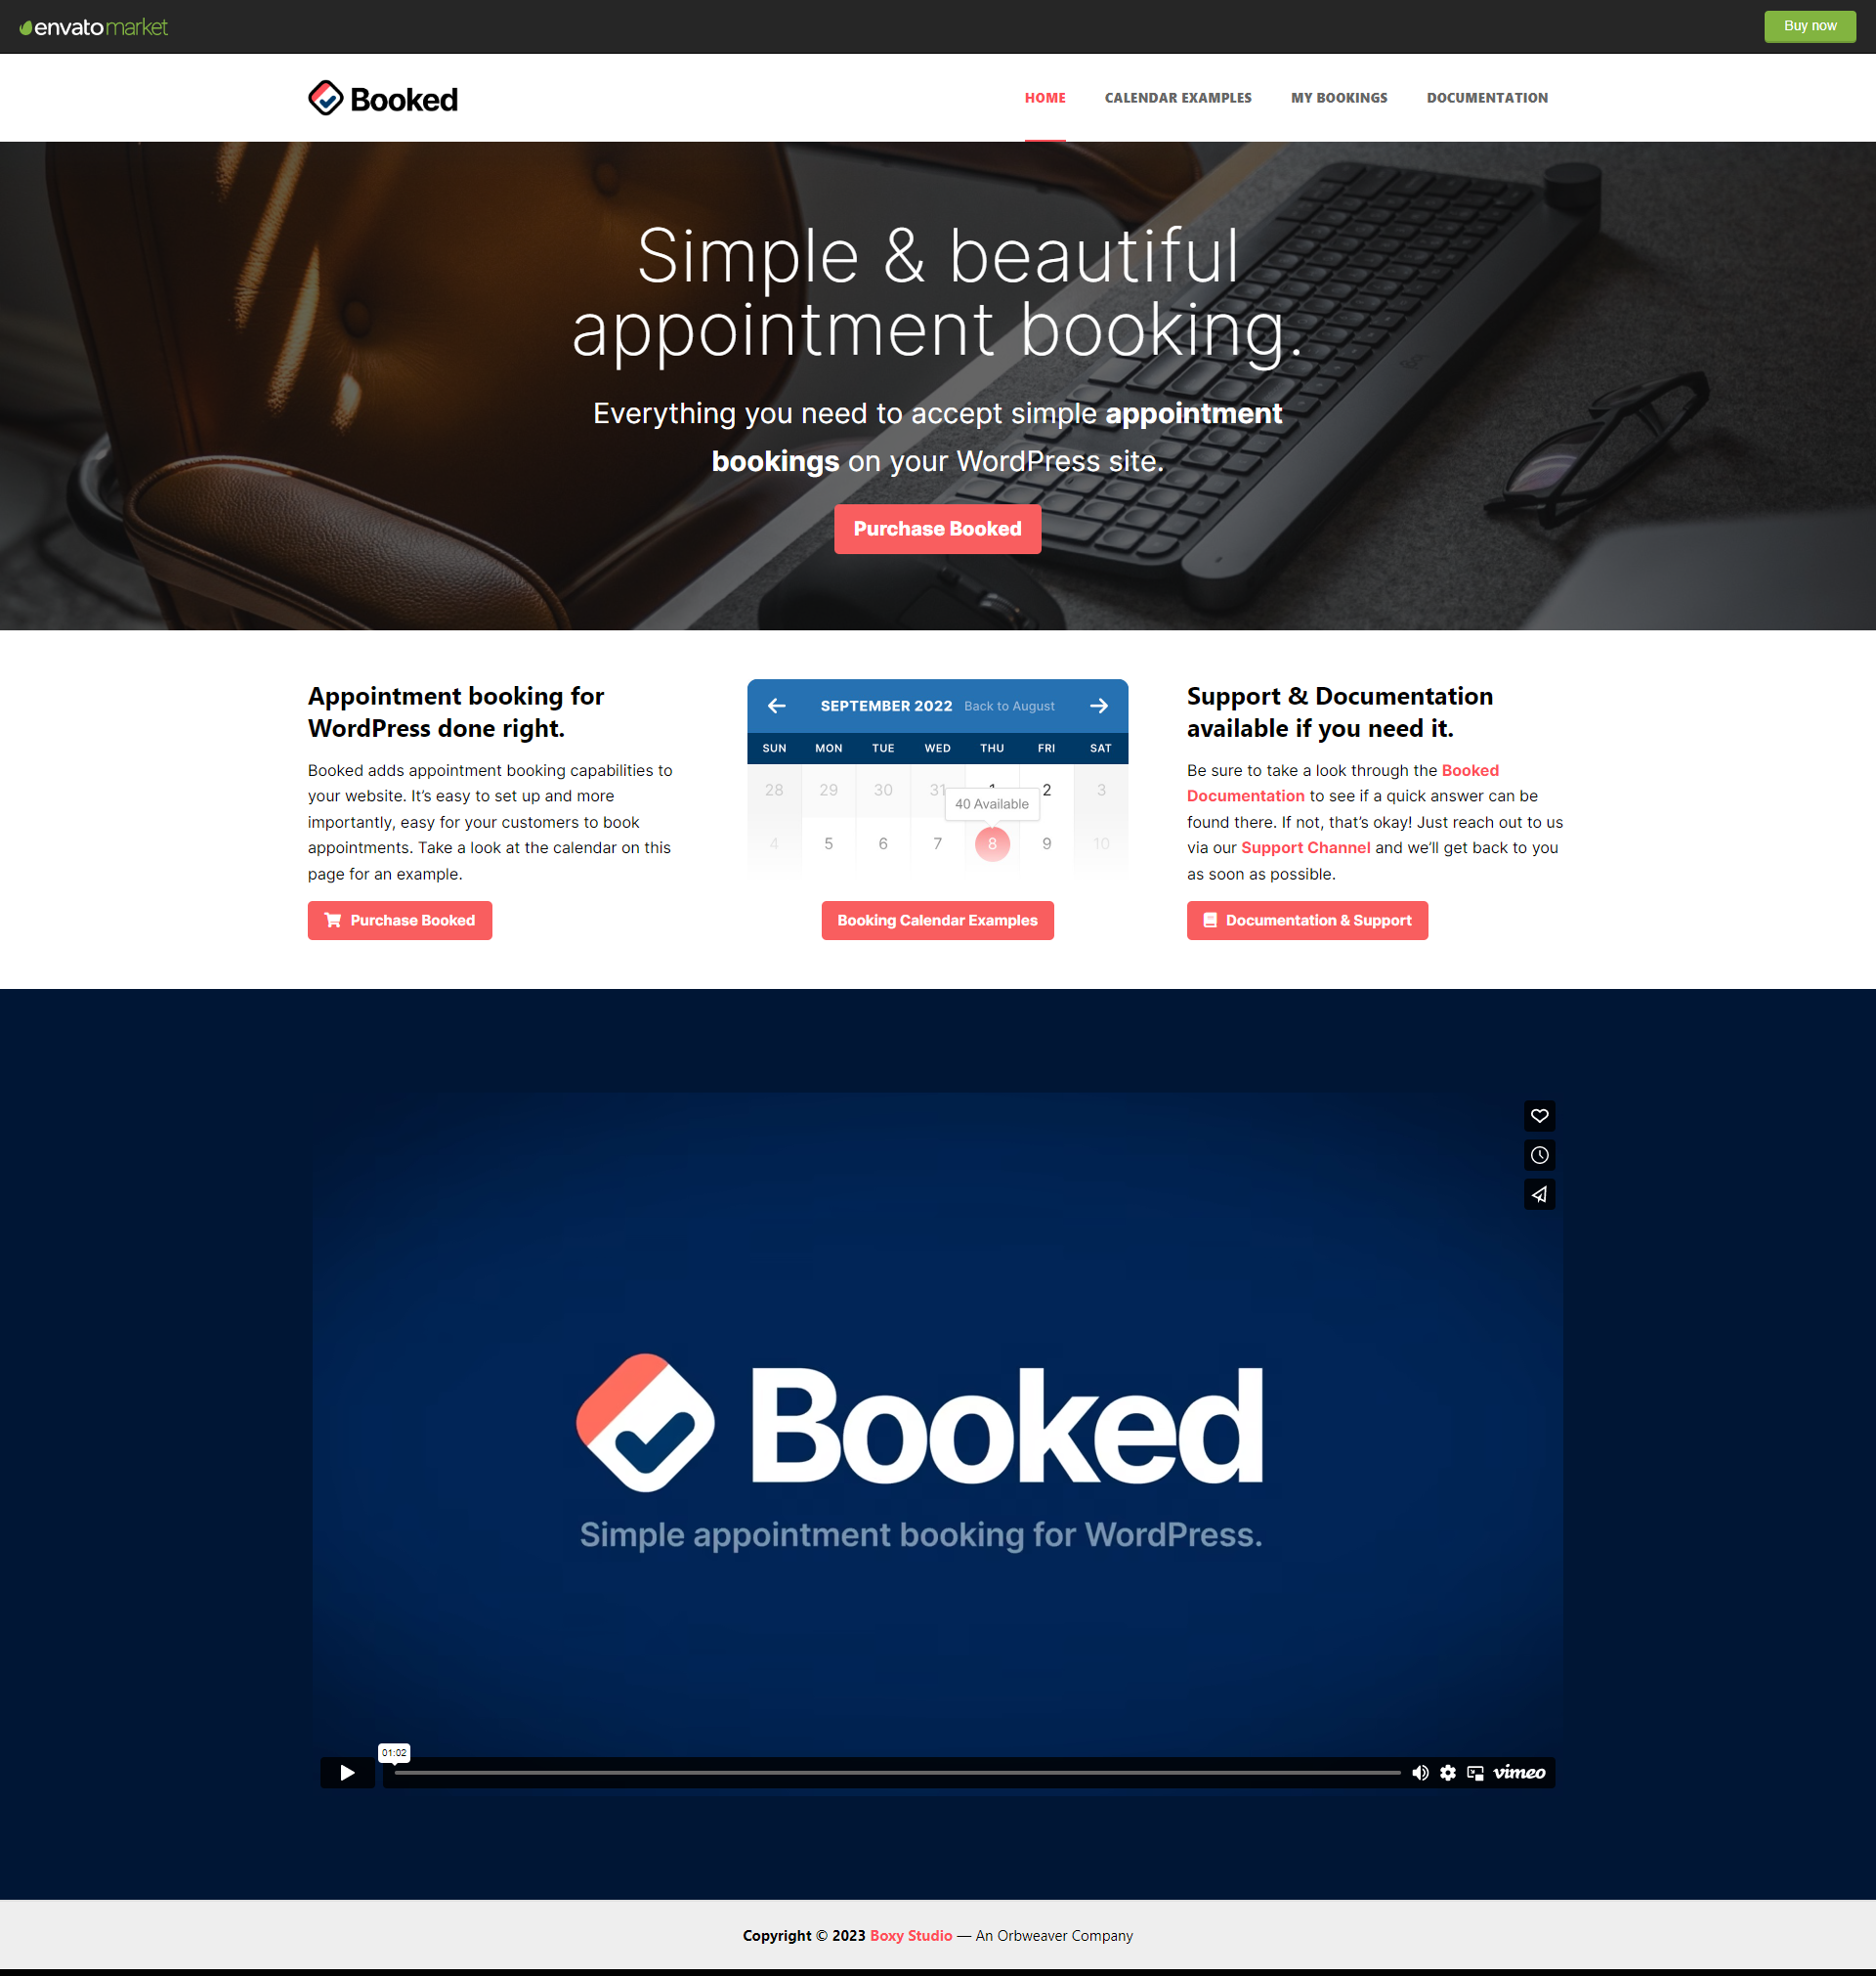 envato market
Buy now
Booked
HOME
CALENDAR EXAMPLES
MY BOOKINGS
DOCUMENTATION
Simple & beautiful
appointment booking.
Everything you need to accept simple appointment
bookings on your WordPress site.
Purchase Booked
Appointment booking for
WordPress done right.
Booked adds appointment booking capabilities to
your website. It’s easy to set up and more
importantly, easy for your customers to book
appointments. Take a look at the calendar on this
page for an example.
Purchase Booked
SEPTEMBER 2022 Back to August
SUN MON TUE WED THU FRI SAT
28 29 30 31 1 2 3
40 Available
4 5 6 7 8 9 10
Booking Calendar Examples
Support & Documentation
available if you need it.
Be sure to take a look through the Booked
Documentation to see if a quick answer can be
found there. If not, that’s okay! Just reach out to us
via our Support Channel and we’ll get back to you
as soon as possible.
Documentation & Support
Booked
Simple appointment booking for WordPress.
01:02
vimeo
Copyright © 2023 Boxy Studio — An Orbweaver Company